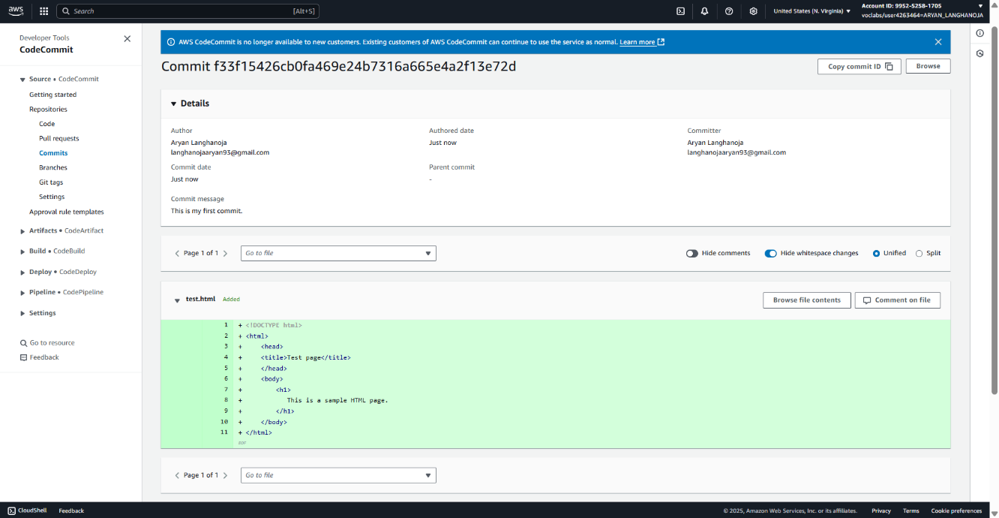 aws
Search [Alt+S]
United States (N. Virginia)
Account ID: 9952-5258-1705
voclabs/user4263464=ARYAN_LANGHANOJA
Developer Tools
CodeCommit
Source • CodeCommit
Getting started
Repositories
Code
Pull requests
Commits
Branches
Git tags
Settings
Approval rule templates
Artifacts • CodeArtifact
Build • CodeBuild
Deploy • CodeDeploy
Pipeline • CodePipeline
Settings
Go to resource
Feedback
AWS CodeCommit is no longer available to new customers. Existing customers of AWS CodeCommit can continue to use the service as normal. Learn more
Commit f33f15426cb0fa469e24b7316a665e4a2f13e72d
Copy commit ID
Browse
Details
Author
Aryan Langhanoja
langhanojaaryan93@gmail.com
Authored date
Just now
Committer
Aryan Langhanoja
langhanojaaryan93@gmail.com
Commit date
Just now
Parent commit
-
Commit message
This is my first commit.
Page 1 of 1
Go to file
Hide comments
Hide whitespace changes
Unified
Split
test.html Added
Browse file contents
Comment on file
1 + <!DOCTYPE html>
2 + <html>
3 + <head>
4 + <title>Test page</title>
5 + </head>
6 + <body>
7 + <h1>
8 + This is a sample HTML page.
9 + </h1>
10 + </body>
11 + </html>
EOF
Page 1 of 1
Go to file
CloudShell
Feedback
© 2025, Amazon Web Services, Inc. or its affiliates.
Privacy
Terms
Cookie preferences